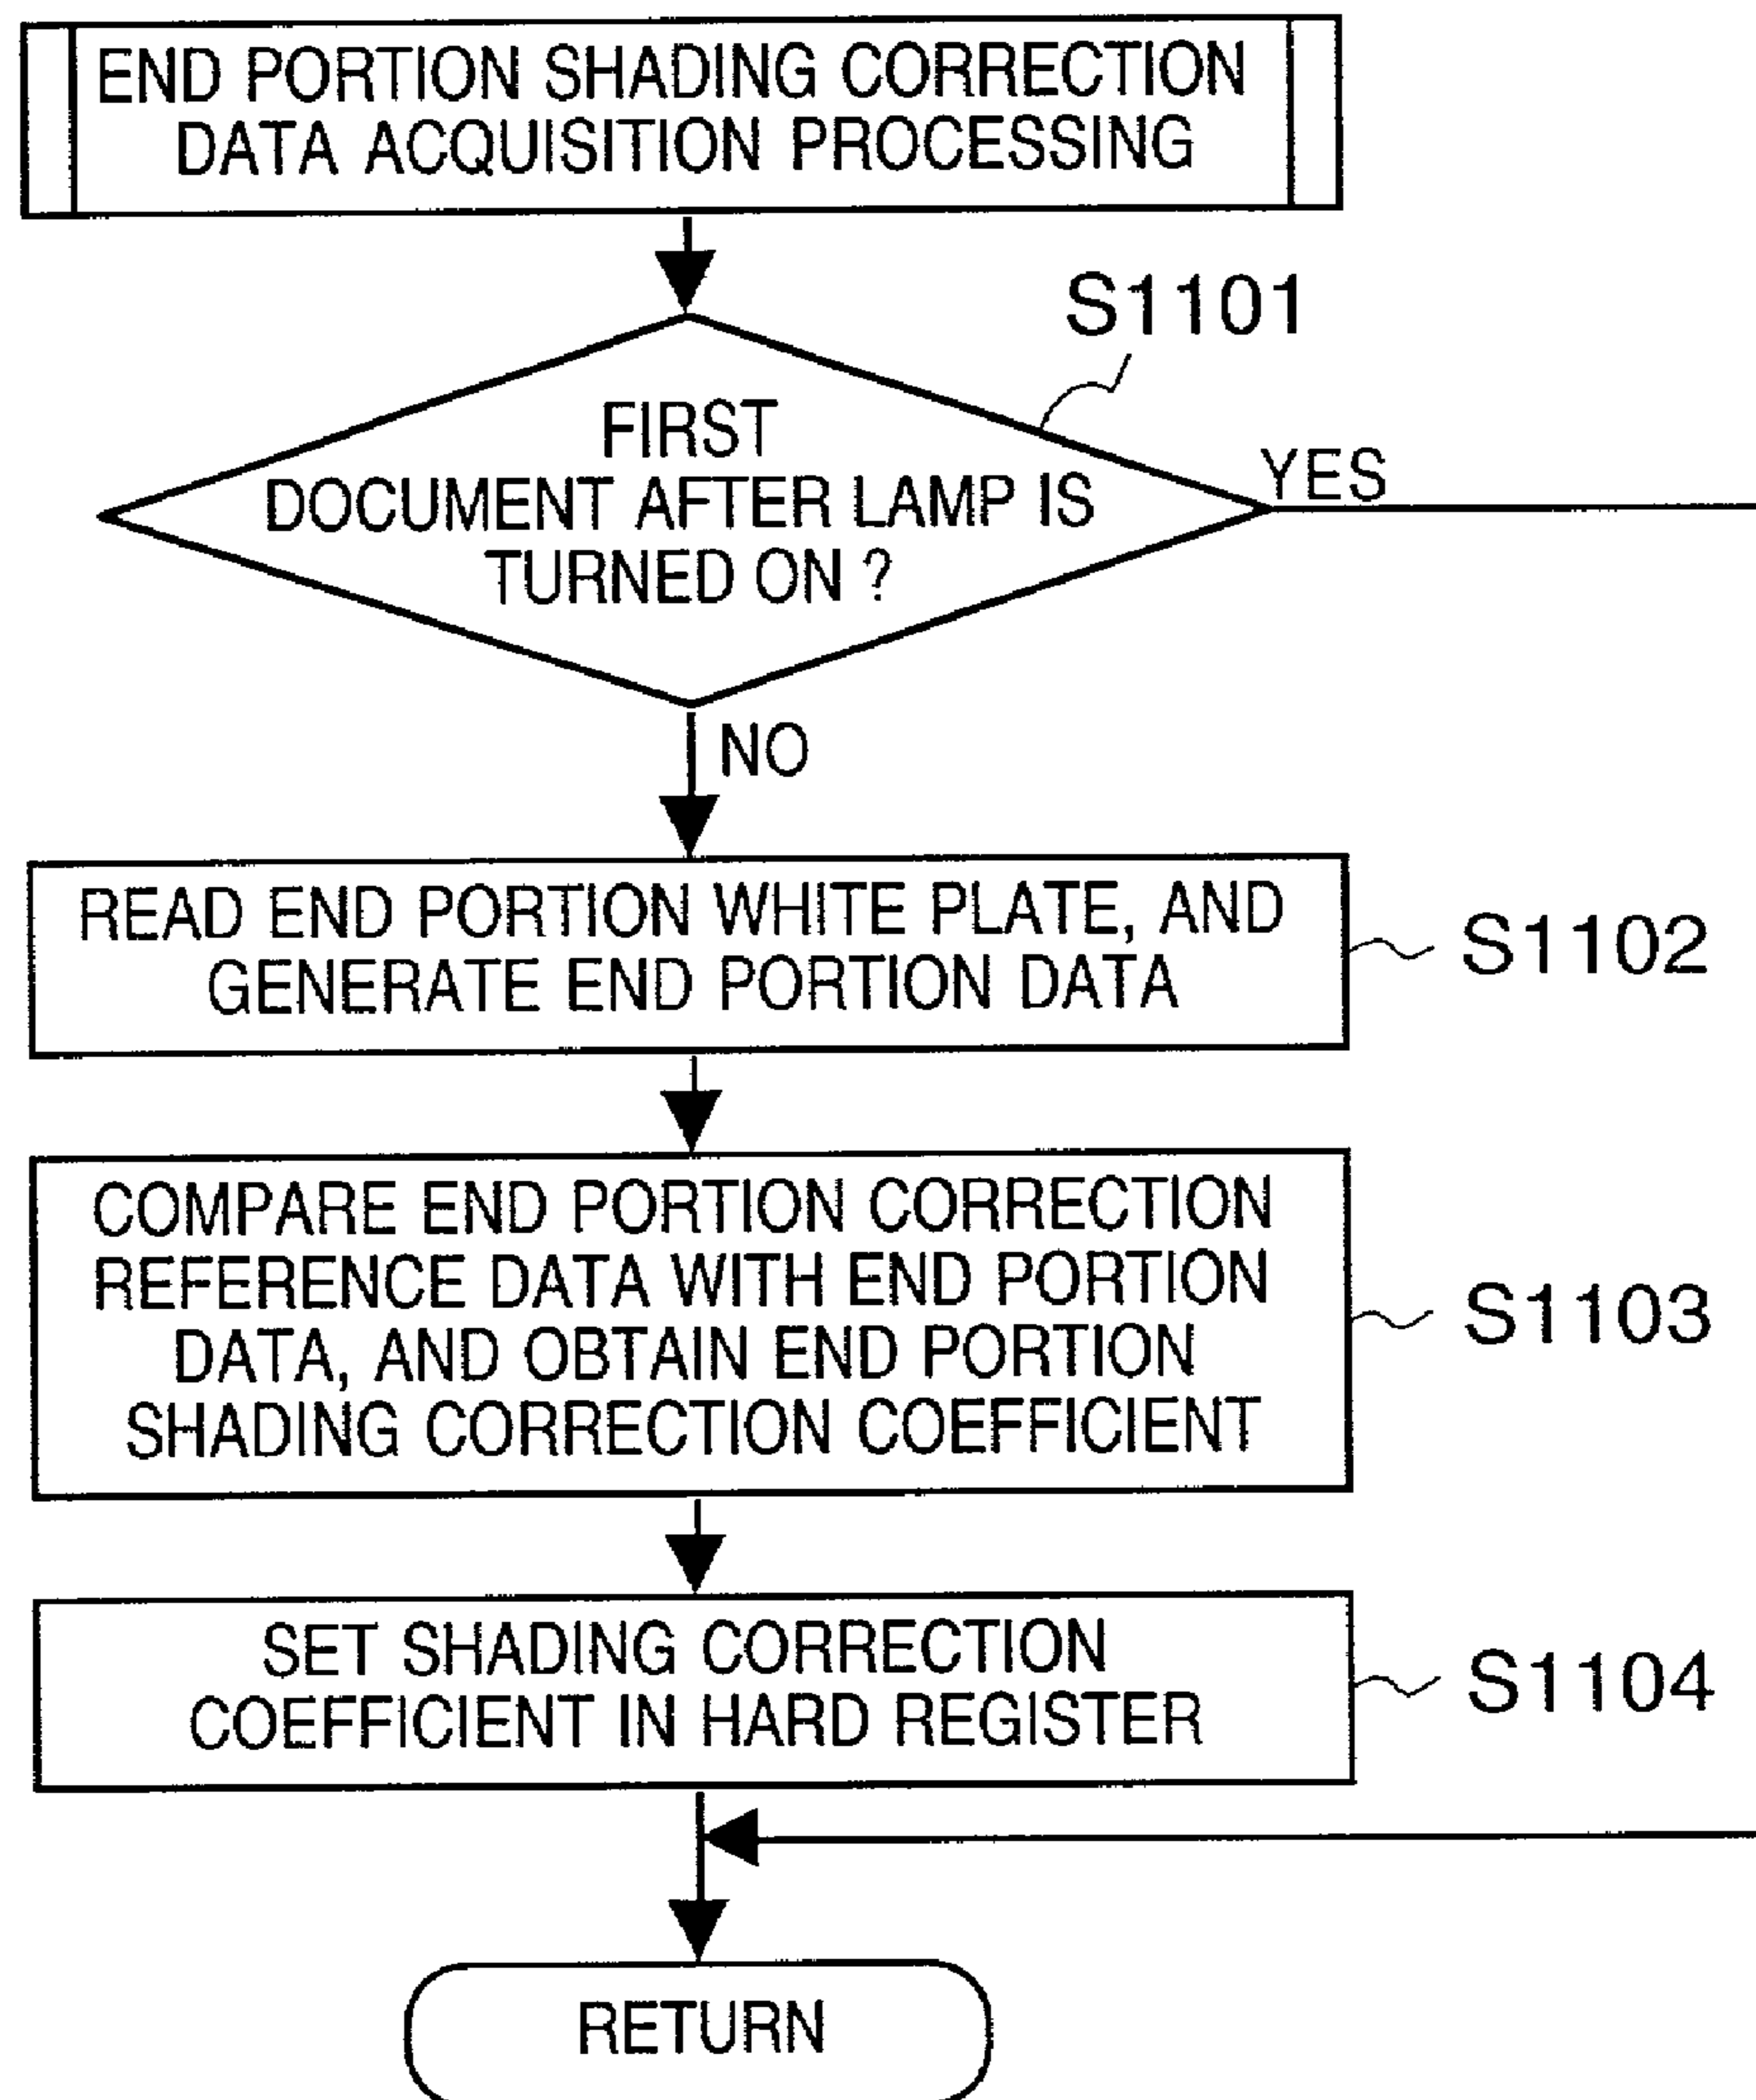 END PORTION SHADING CORRECTION
DATA ACQUISITION PROCESSING
S1101
FIRST
DOCUMENT AFTER LAMP IS
TURNED ON ?
YES
NO
READ END PORTION WHITE PLATE, AND
GENERATE END PORTION DATA
S1102
COMPARE END PORTION CORRECTION
REFERENCE DATA WITH END PORTION
DATA, AND OBTAIN END PORTION
SHADING CORRECTION COEFFICIENT
S1103
SET SHADING CORRECTION
COEFFICIENT IN HARD REGISTER
S1104
RETURN